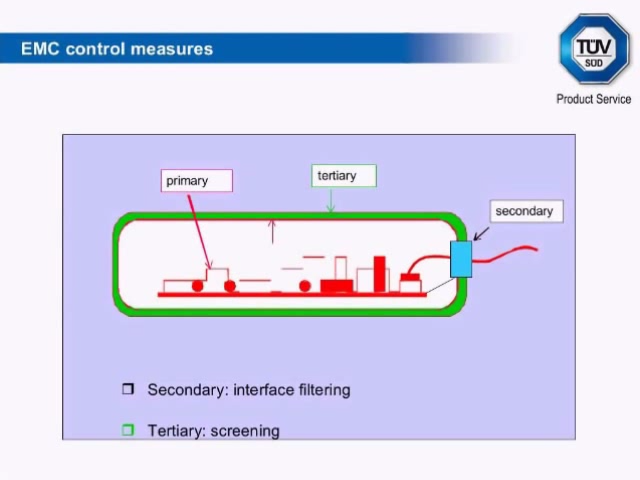 EMC control measures
TÜV
SÜD
Product Service
primary
tertiary
secondary
Secondary: interface filtering
Tertiary: screening